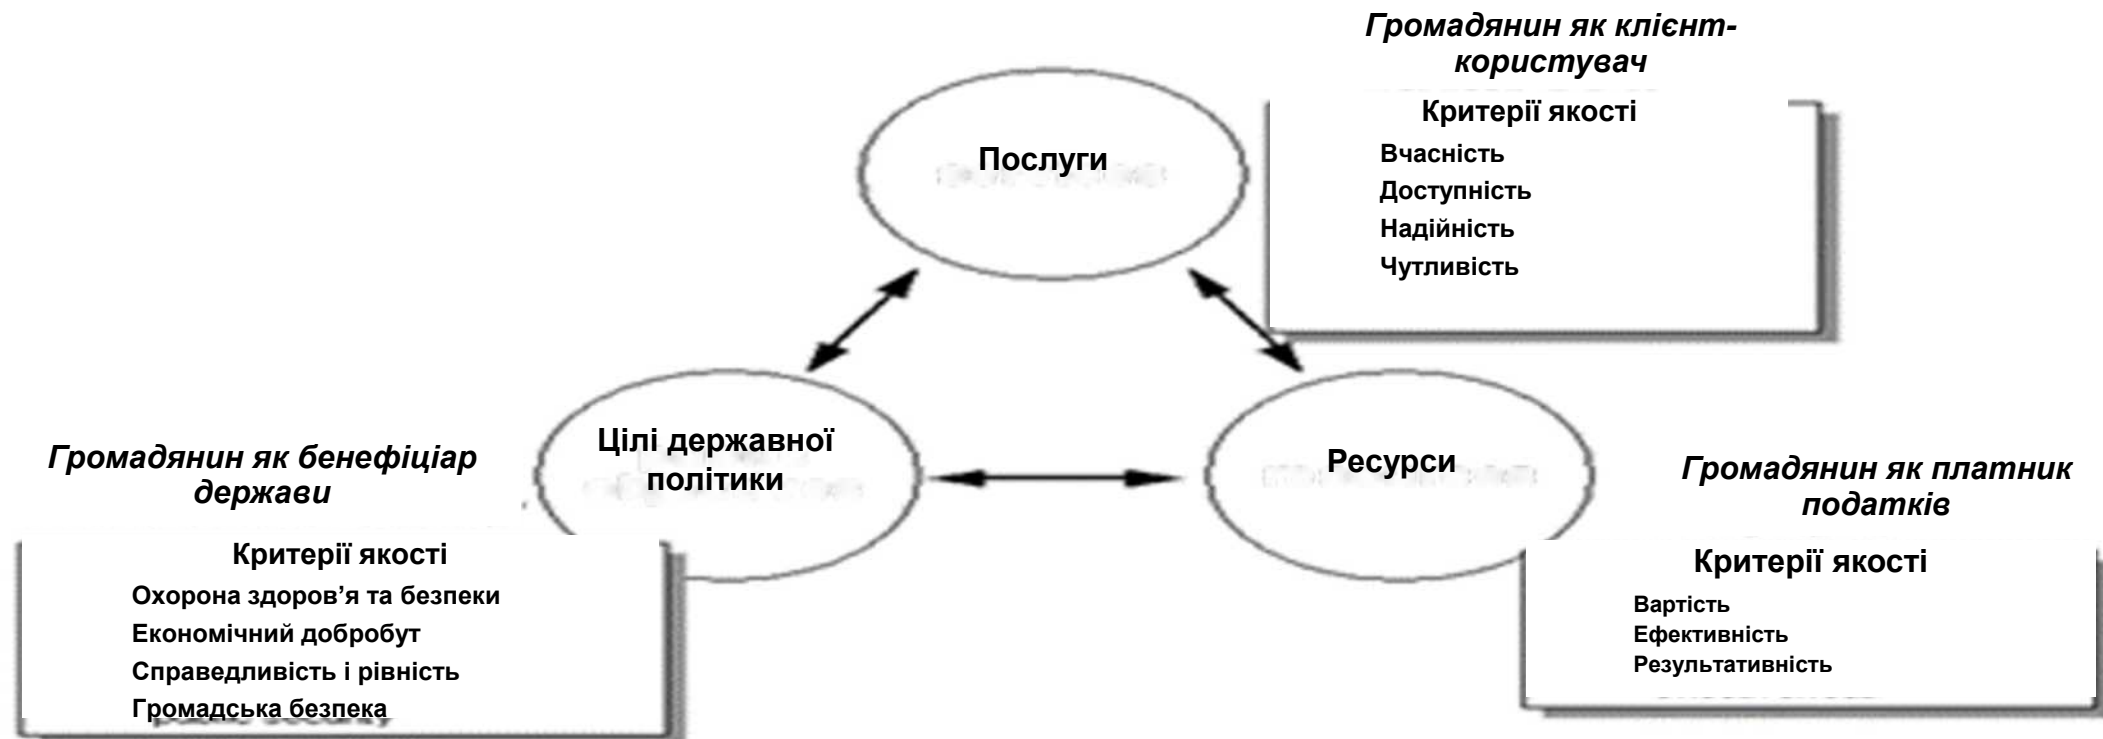 Громадянин як клієнт-
користувач
Критерії якості
Вчасність
Доступність
Надійність
Чутливість
Послуги
Цілі державної
політики
Ресурси
Громадянин як бенефіціар
держави
Критерії якості
Охорона здоров’я та безпеки
Економічний добробут
Справедливість і рівність
Громадська безпека
Громадянин як платник
податків
Критерії якості
Вартість
Ефективність
Результативність